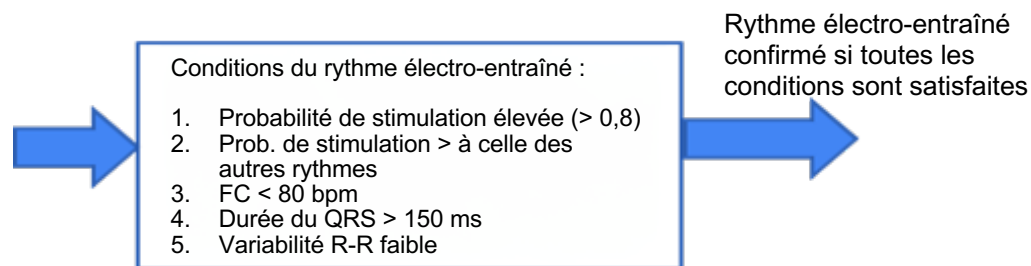 Rythme électro-entraîné
confirmé si toutes les
conditions sont satisfaites
Conditions du rythme électro-entraîné :
1. Probabilité de stimulation élevée (> 0,8)
2. Prob. de stimulation > à celle des
autres rythmes
3. FC < 80 bpm
4. Durée du QRS > 150 ms
5. Variabilité R-R faible